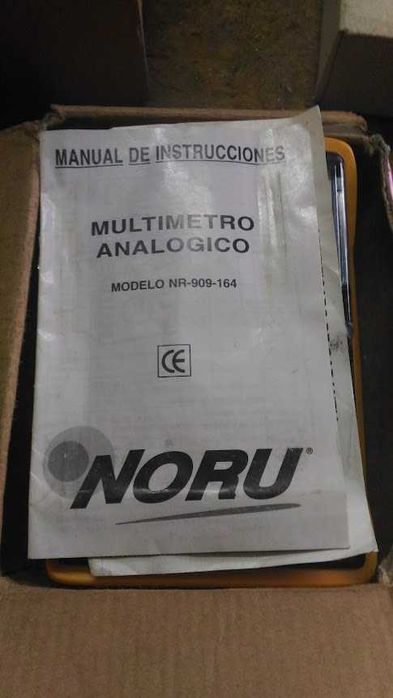 MANUAL DE INSTRUCCIONES
MULTIMETRO
ANALOGICO
MODELO NR-909-164
CE
NORU®